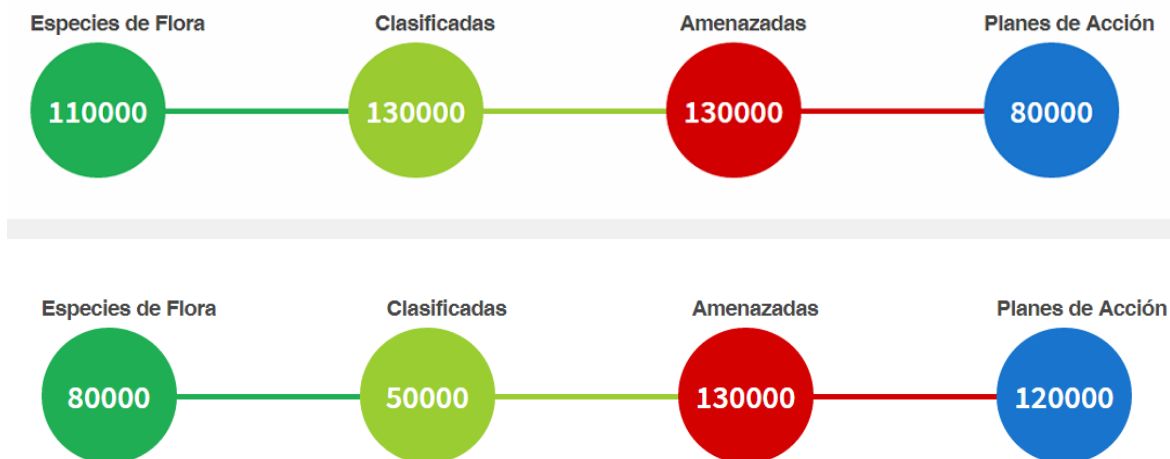 Especies de Flora Clasificadas Amenazadas Planes de Acción
110000 130000 130000 80000
Especies de Flora Clasificadas Amenazadas Planes de Acción
80000 50000 130000 120000